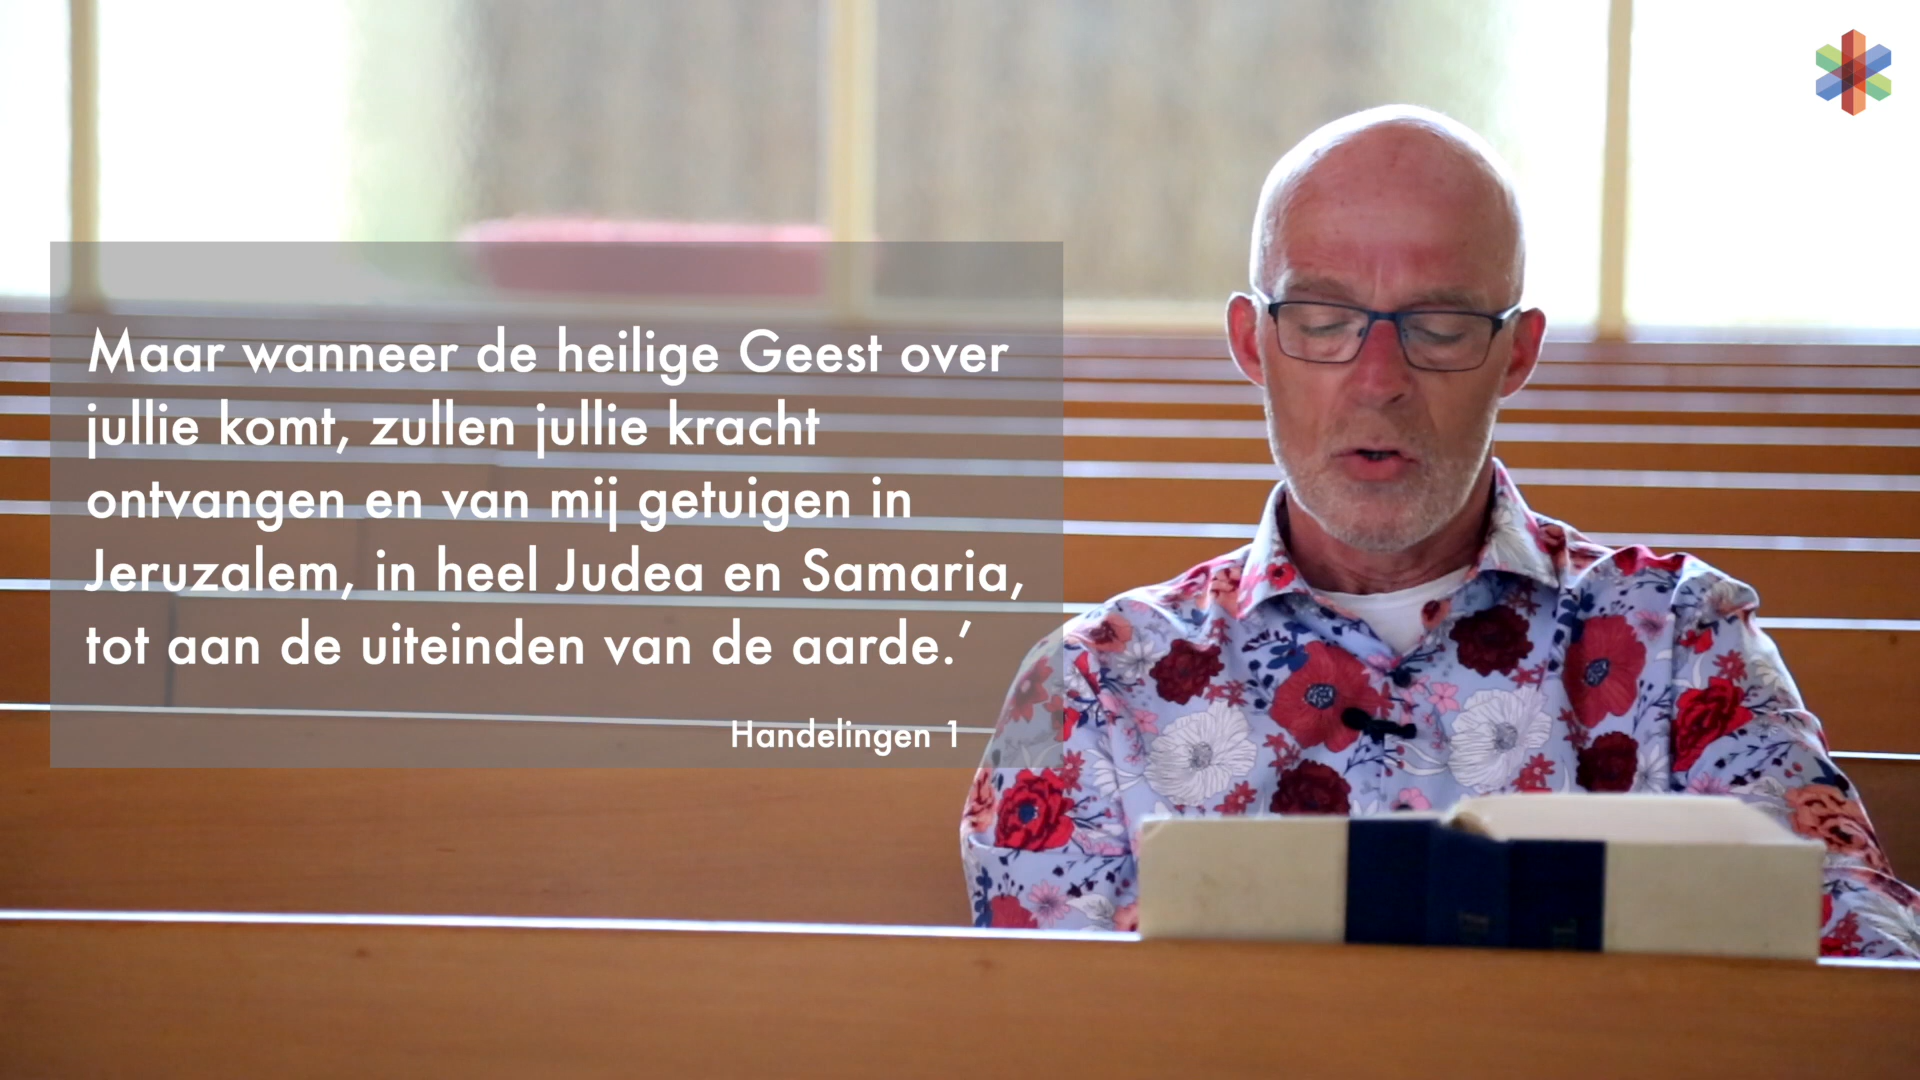 Maar wanneer de heilige Geest over
jullie komt, zullen jullie kracht
ontvangen en van mij getuigen in
Jeruzalem, in heel Judea en Samaria,
tot aan de uiteinden van de aarde.’
Handelingen 1